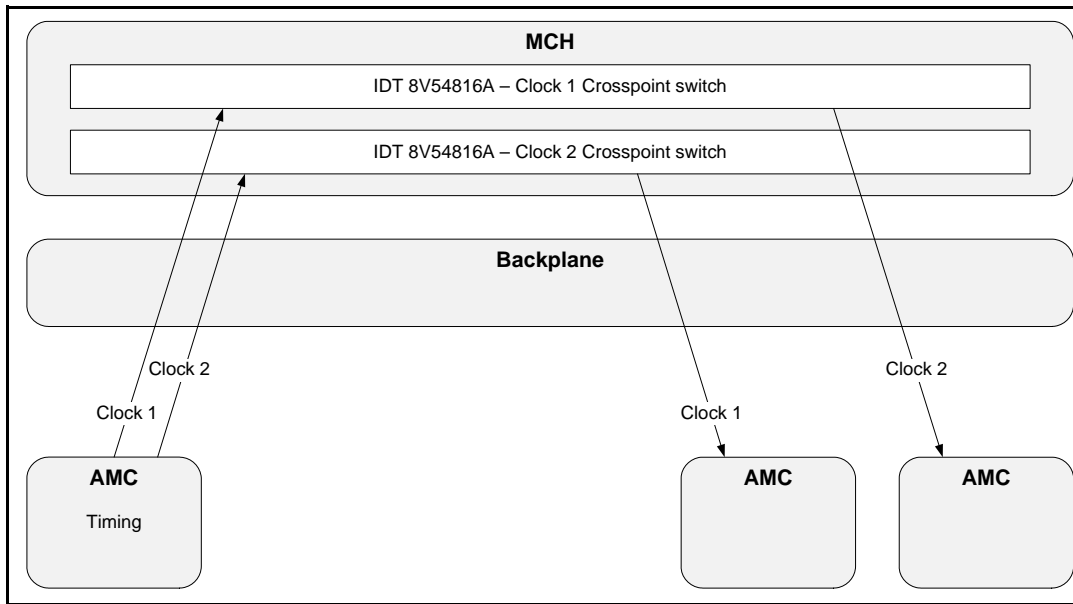 MCH
IDT 8V54816A – Clock 1 Crosspoint switch
IDT 8V54816A – Clock 2 Crosspoint switch
Backplane
Clock 2
Clock 2
Clock 1
Clock 1
AMC
AMC
AMC
Timing